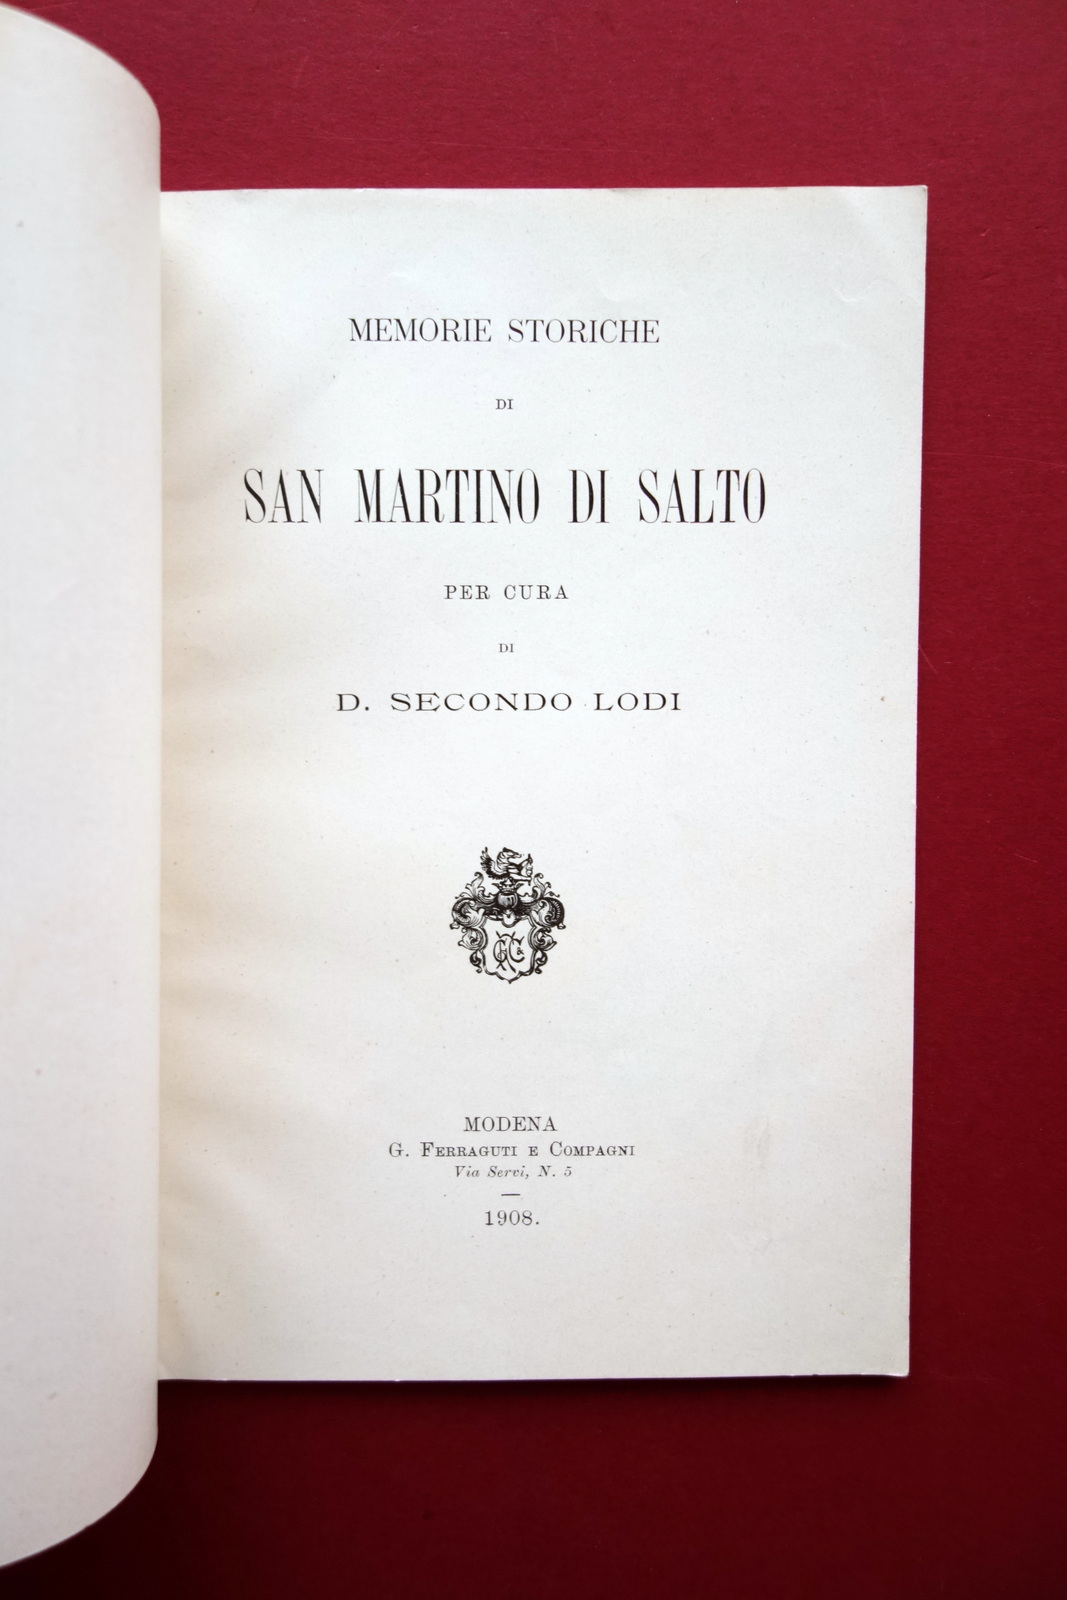 MEMORIE STORICHE
DI
SAN MARTINO DI SALTO
PER CURA
DI
D. SECONDO LODI
MODENA
G. FERRAGUTI E COMPAGNI
Via Servi, N. 5
1908.